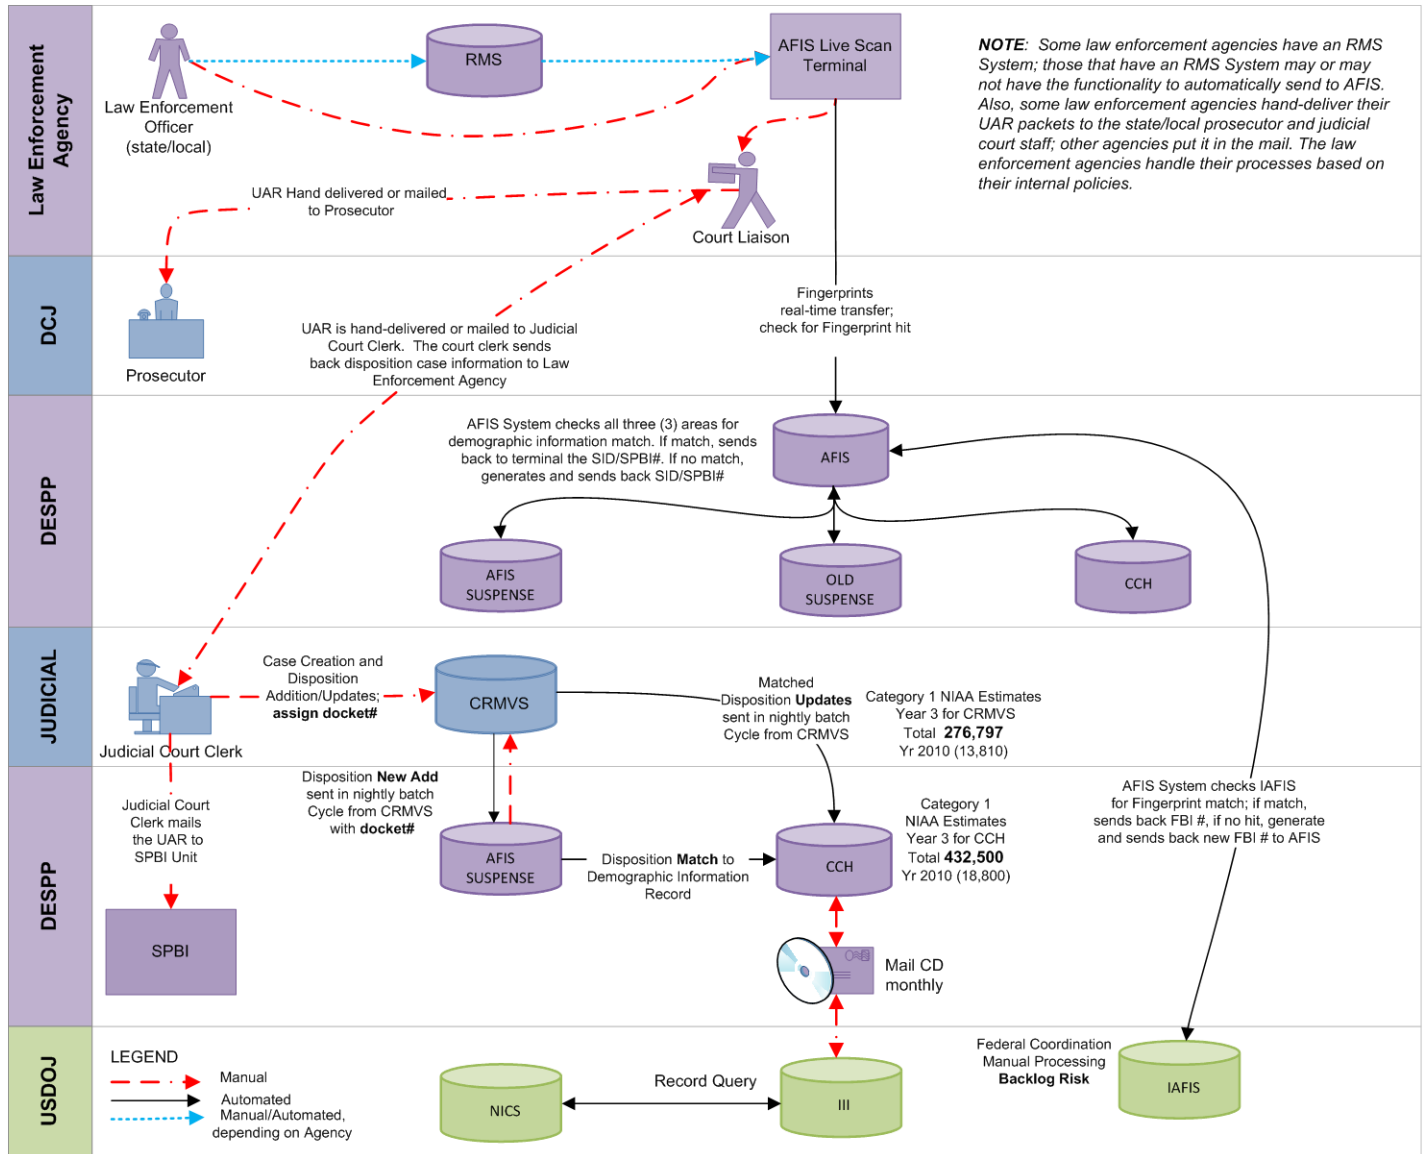 Law Enforcement
Agency
Law Enforcement
Officer
(state/local)
RMS
AFIS Live Scan
Terminal
NOTE:  Some law enforcement agencies have an RMS
System; those that have an RMS System may or may
not have the functionality to automatically send to AFIS.
Also, some law enforcement agencies hand-deliver their
UAR packets to the state/local prosecutor and judicial
court staff; other agencies put it in the mail. The law
enforcement agencies handle their processes based on
their internal policies.
UAR Hand delivered or mailed
to Prosecutor
Court Liaison
DCJ
Prosecutor
UAR is hand-delivered or mailed to Judicial
Court Clerk.  The court clerk sends
back disposition case information to Law
Enforcement Agency
Fingerprints
real-time transfer;
check for Fingerprint hit
DESPP
AFIS System checks all three (3) areas for
demographic information match. If match, sends
back to terminal the SID/SPBI#. If no match,
generates and sends back SID/SPBI#
AFIS
AFIS
SUSPENSE
OLD
SUSPENSE
CCH
JUDICIAL
Judicial Court Clerk
Case Creation and
Disposition
Addition/Updates;
assign docket#
CRMVS
Matched
Disposition Updates
sent in nightly batch
Cycle from CRMVS
Category 1 NIAA Estimates
Year 3 for CRMVS
Total  276,797
Yr 2010 (13,810)
DESPP
Judicial Court
Clerk mails
the UAR to
SPBI Unit
SPBI
Disposition New Add
sent in nightly batch
Cycle from CRMVS
with docket#
AFIS
SUSPENSE
Disposition Match to
Demographic Information
Record
CCH
Category 1
NIAA Estimates
Year 3 for CCH
Total 432,500
Yr 2010 (18,800)
AFIS System checks IAFIS
for Fingerprint match; if match,
sends back FBI #, if no hit, generate
and sends back new FBI # to AFIS
Mail CD
monthly
USDOJ
LEGEND
Manual
Automated
Manual/Automated,
depending on Agency
NICS
Record Query
III
Federal Coordination
Manual Processing
Backlog Risk
IAFIS